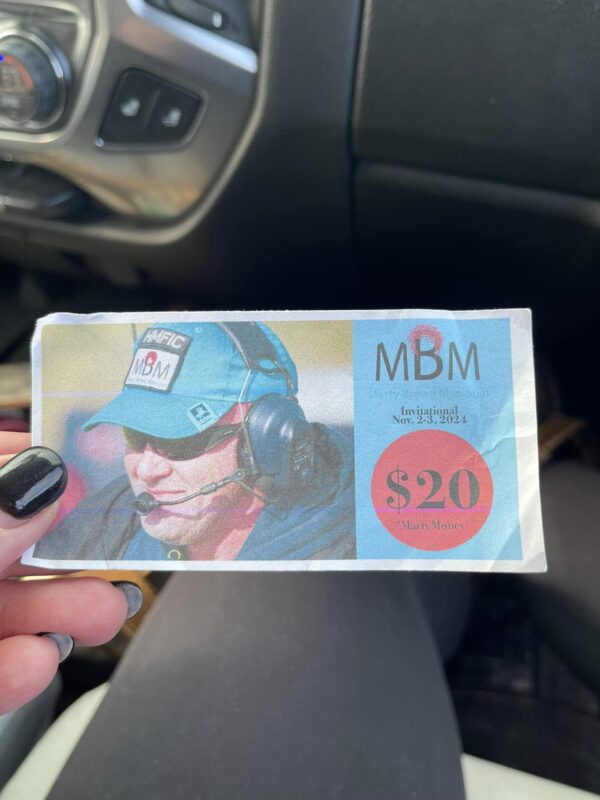 HMFIC
MBM
MBM
Marty Brown Memorial
Invitational
Nov. 2-3, 2024
$20
"Marty Money"